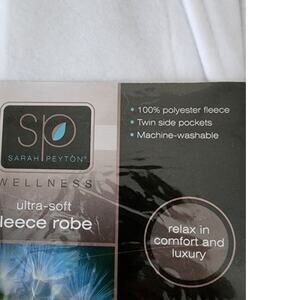 sp
SARAH PEYTON®
WELLNESS
ultra-soft
leece robe
• 100% polyester fleece
• Twin side pockets
• Machine-washable
relax in
comfort and
luxury